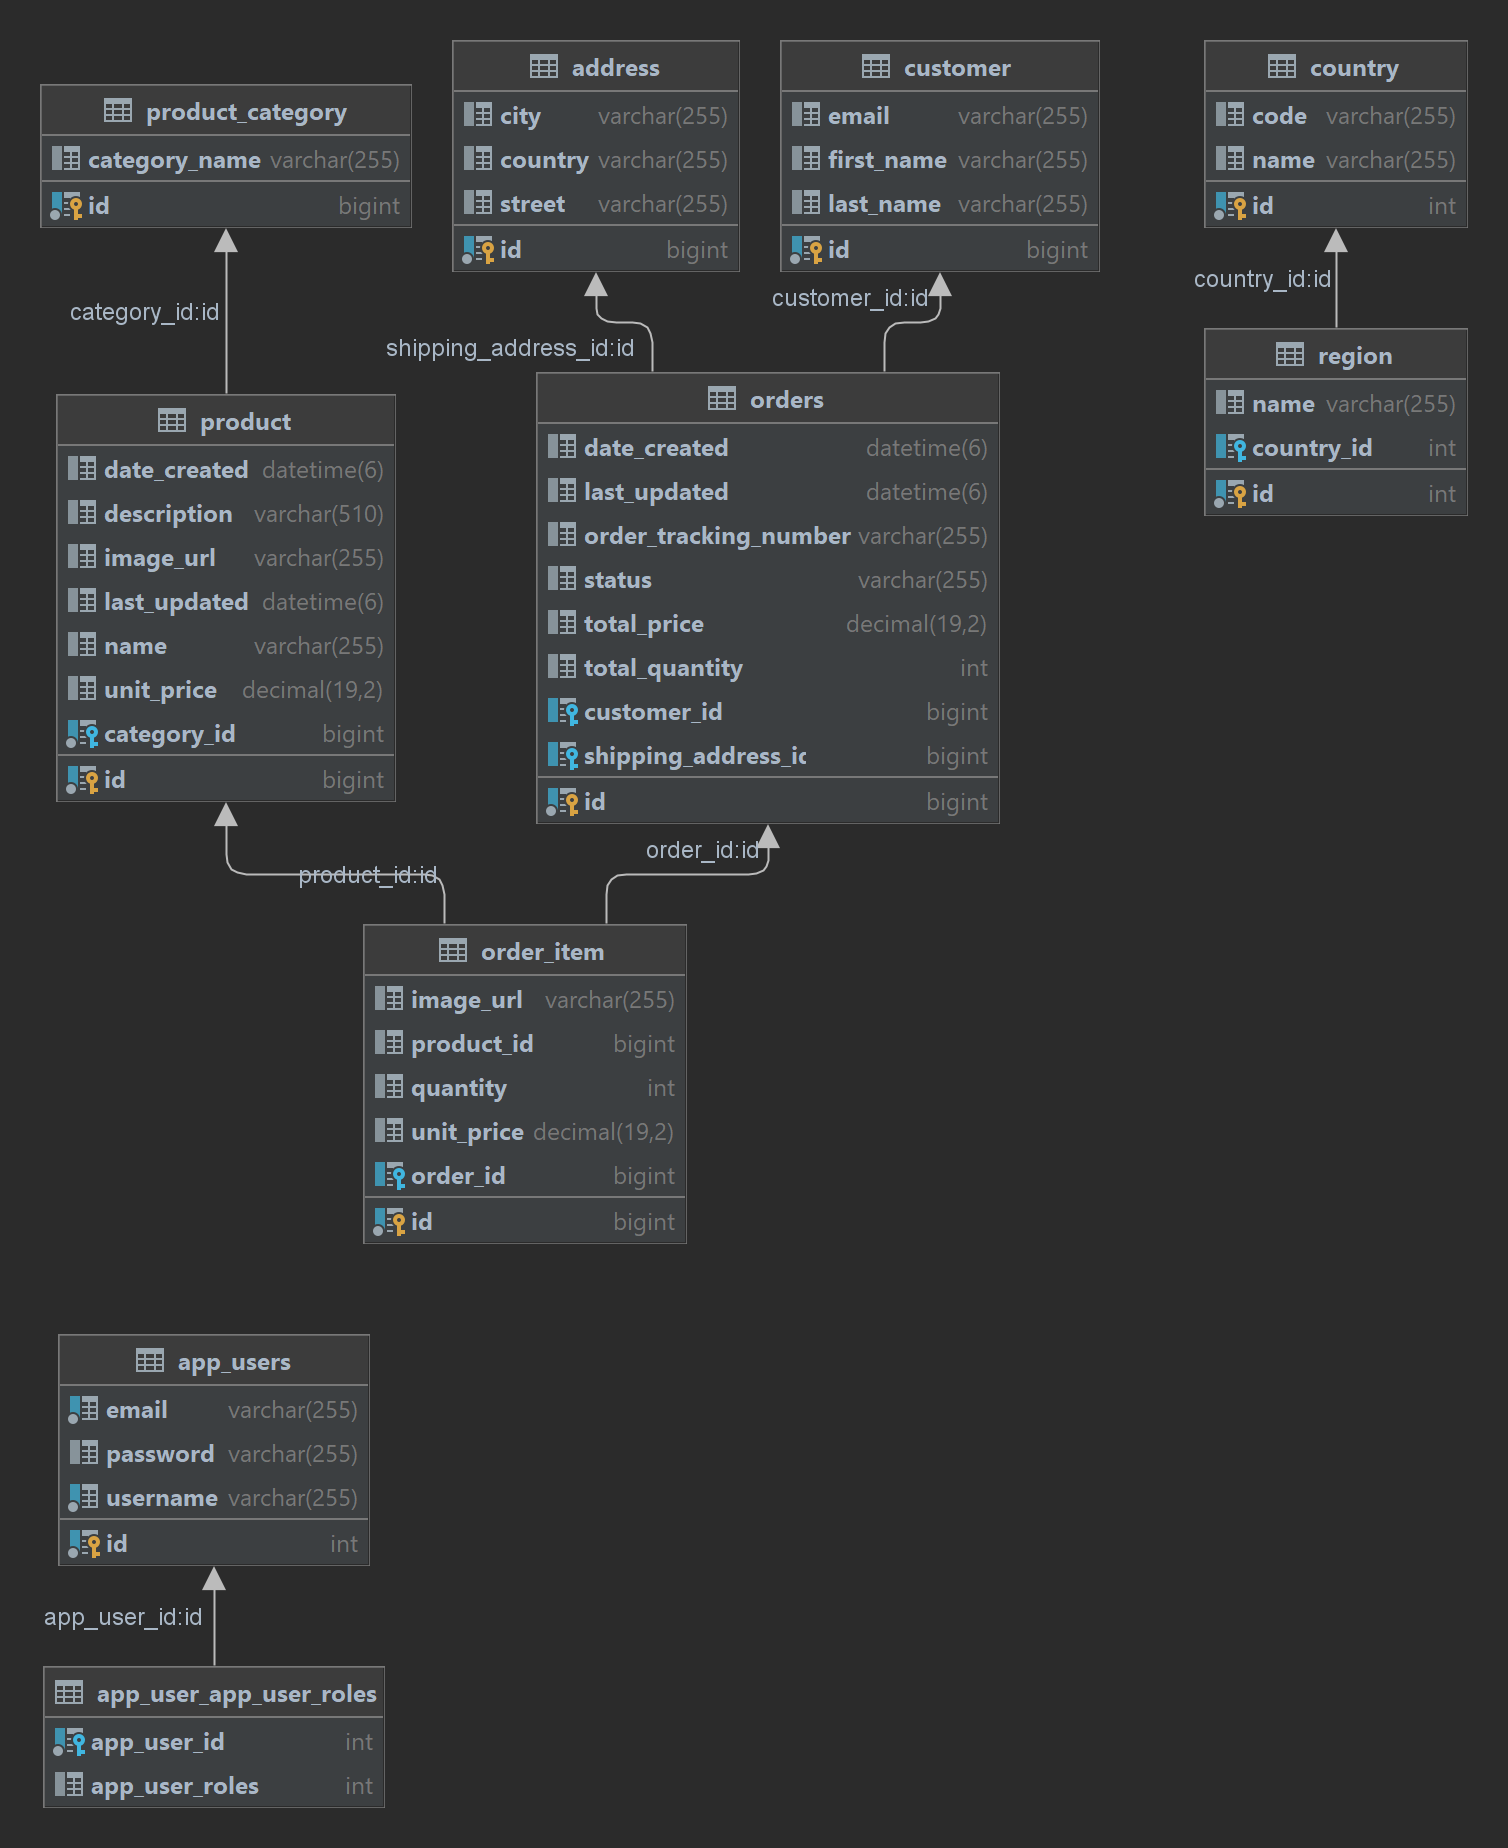 product_category
category_name varchar(255)
id bigint
address
city varchar(255)
country varchar(255)
street varchar(255)
id bigint
customer
email varchar(255)
first_name varchar(255)
last_name varchar(255)
id bigint
country
code varchar(255)
name varchar(255)
id int
category_id:id
shipping_address_id:id
customer_id:id
country_id:id
product
date_created datetime(6)
description varchar(510)
image_url varchar(255)
last_updated datetime(6)
name varchar(255)
unit_price decimal(19,2)
category_id bigint
id bigint
orders
date_created datetime(6)
last_updated datetime(6)
order_tracking_number varchar(255)
status varchar(255)
total_price decimal(19,2)
total_quantity int
customer_id bigint
shipping_address_id bigint
id bigint
region
name varchar(255)
country_id int
id int
product_id:id
order_id:id
order_item
image_url varchar(255)
product_id bigint
quantity int
unit_price decimal(19,2)
order_id bigint
id bigint
app_users
email varchar(255)
password varchar(255)
username varchar(255)
id int
app_user_id:id
app_user_app_user_roles
app_user_id int
app_user_roles int